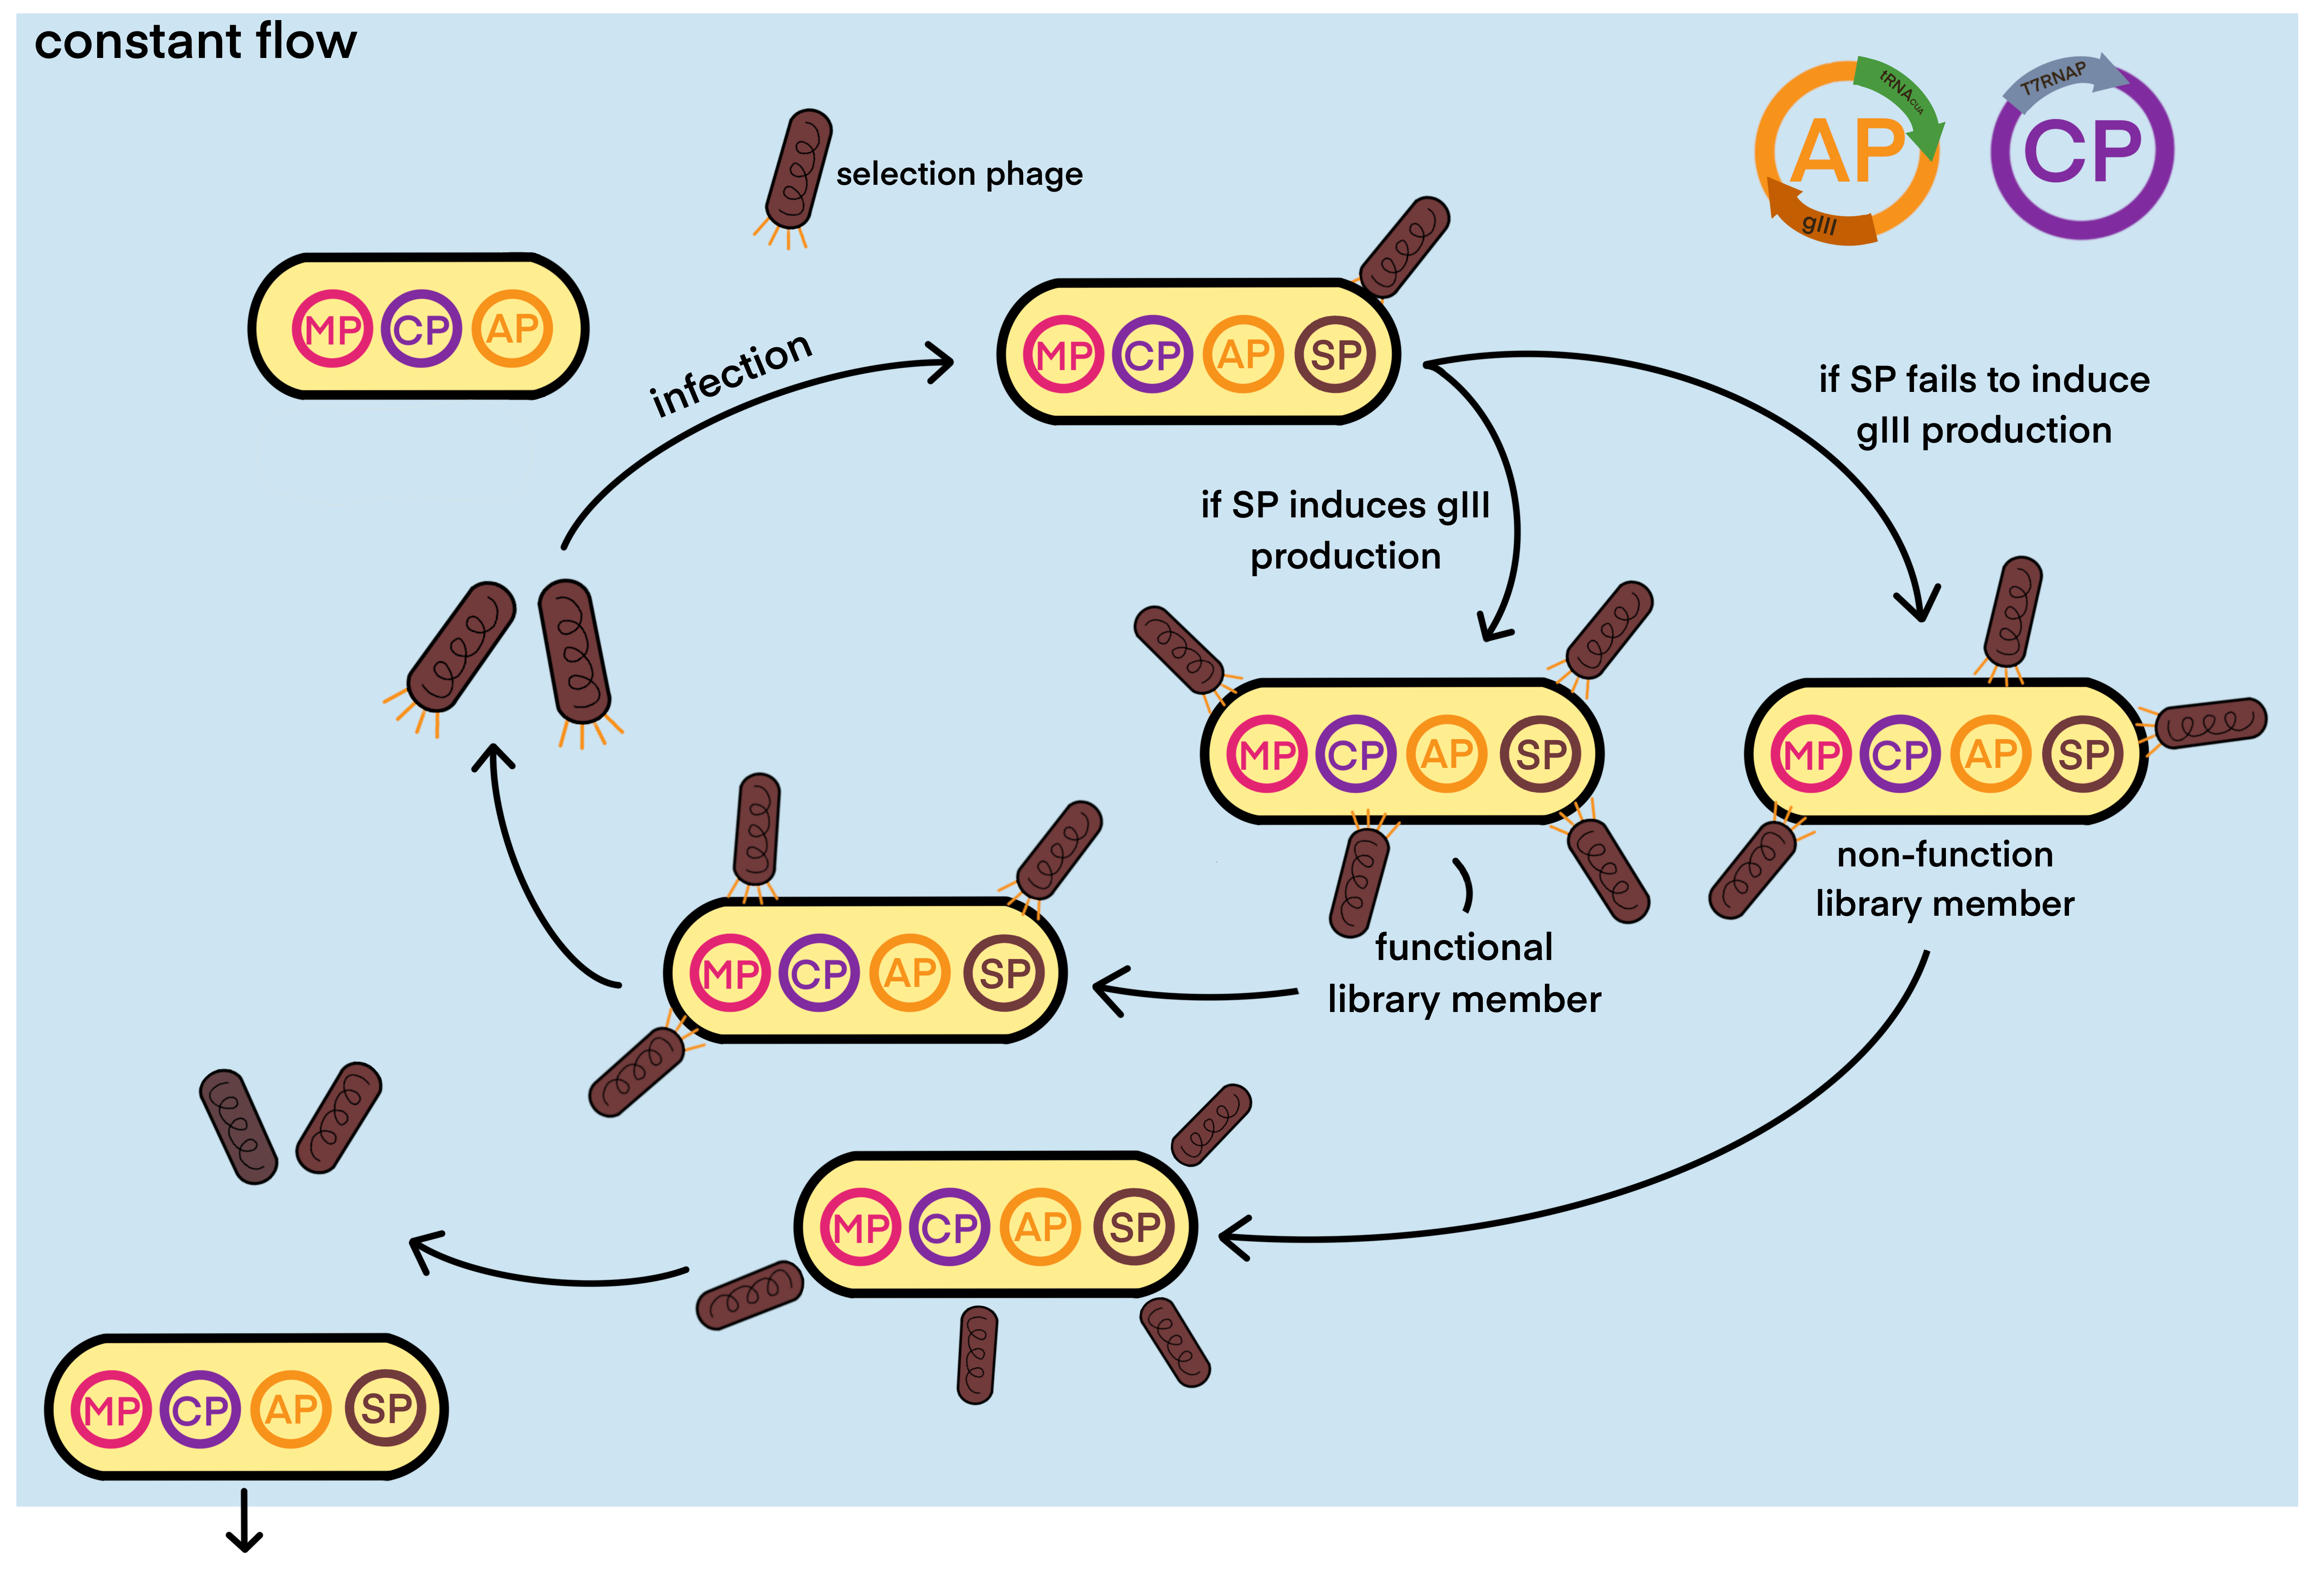 constant flow
tRNACUA
AP
gIII
T7RNAP
CP
selection phage
MP CP AP
infection
MP CP AP SP
if SP fails to induce
gIII production
if SP induces gIII
production
MP CP AP SP
MP CP AP SP
non-function
library member
functional
library member
MP CP AP SP
MP CP AP SP
MP CP AP SP